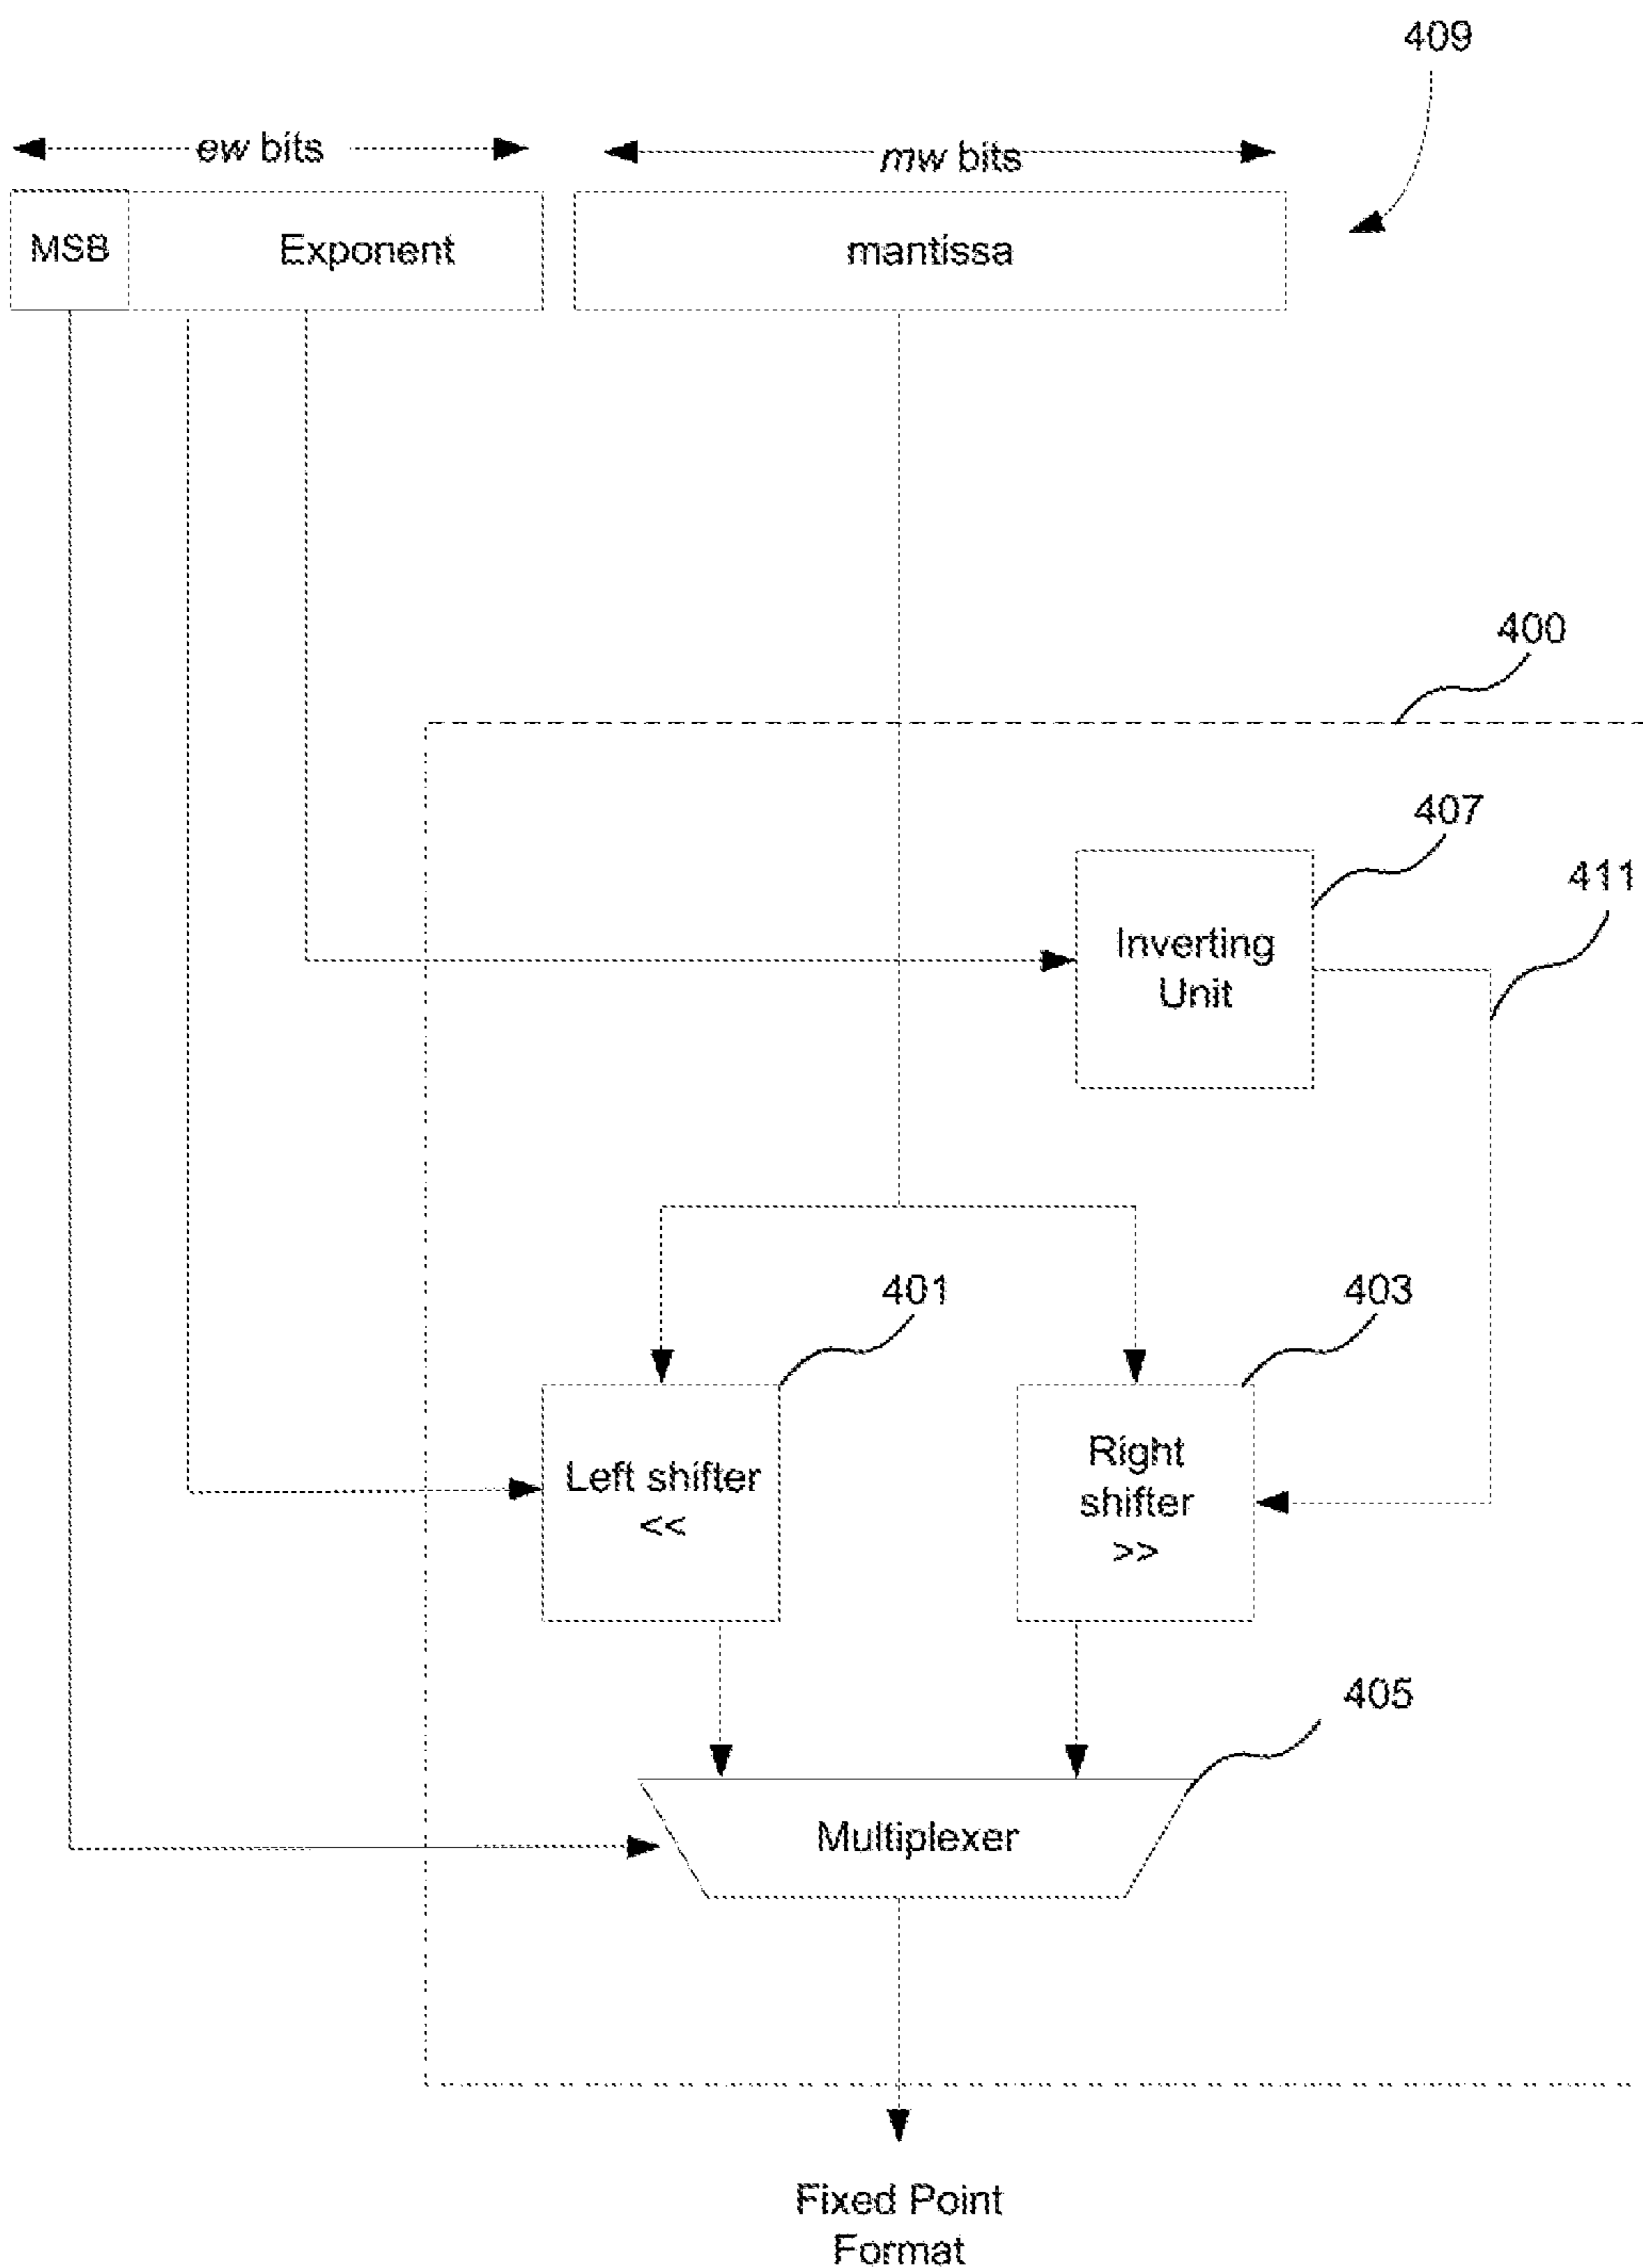 409
ew bits
mw bits
MSB
Exponent
mantissa
400
407
411
Inverting
Unit
401
403
Left shifter
<<
Right
shifter
>>
405
Multiplexer
Fixed Point
Format